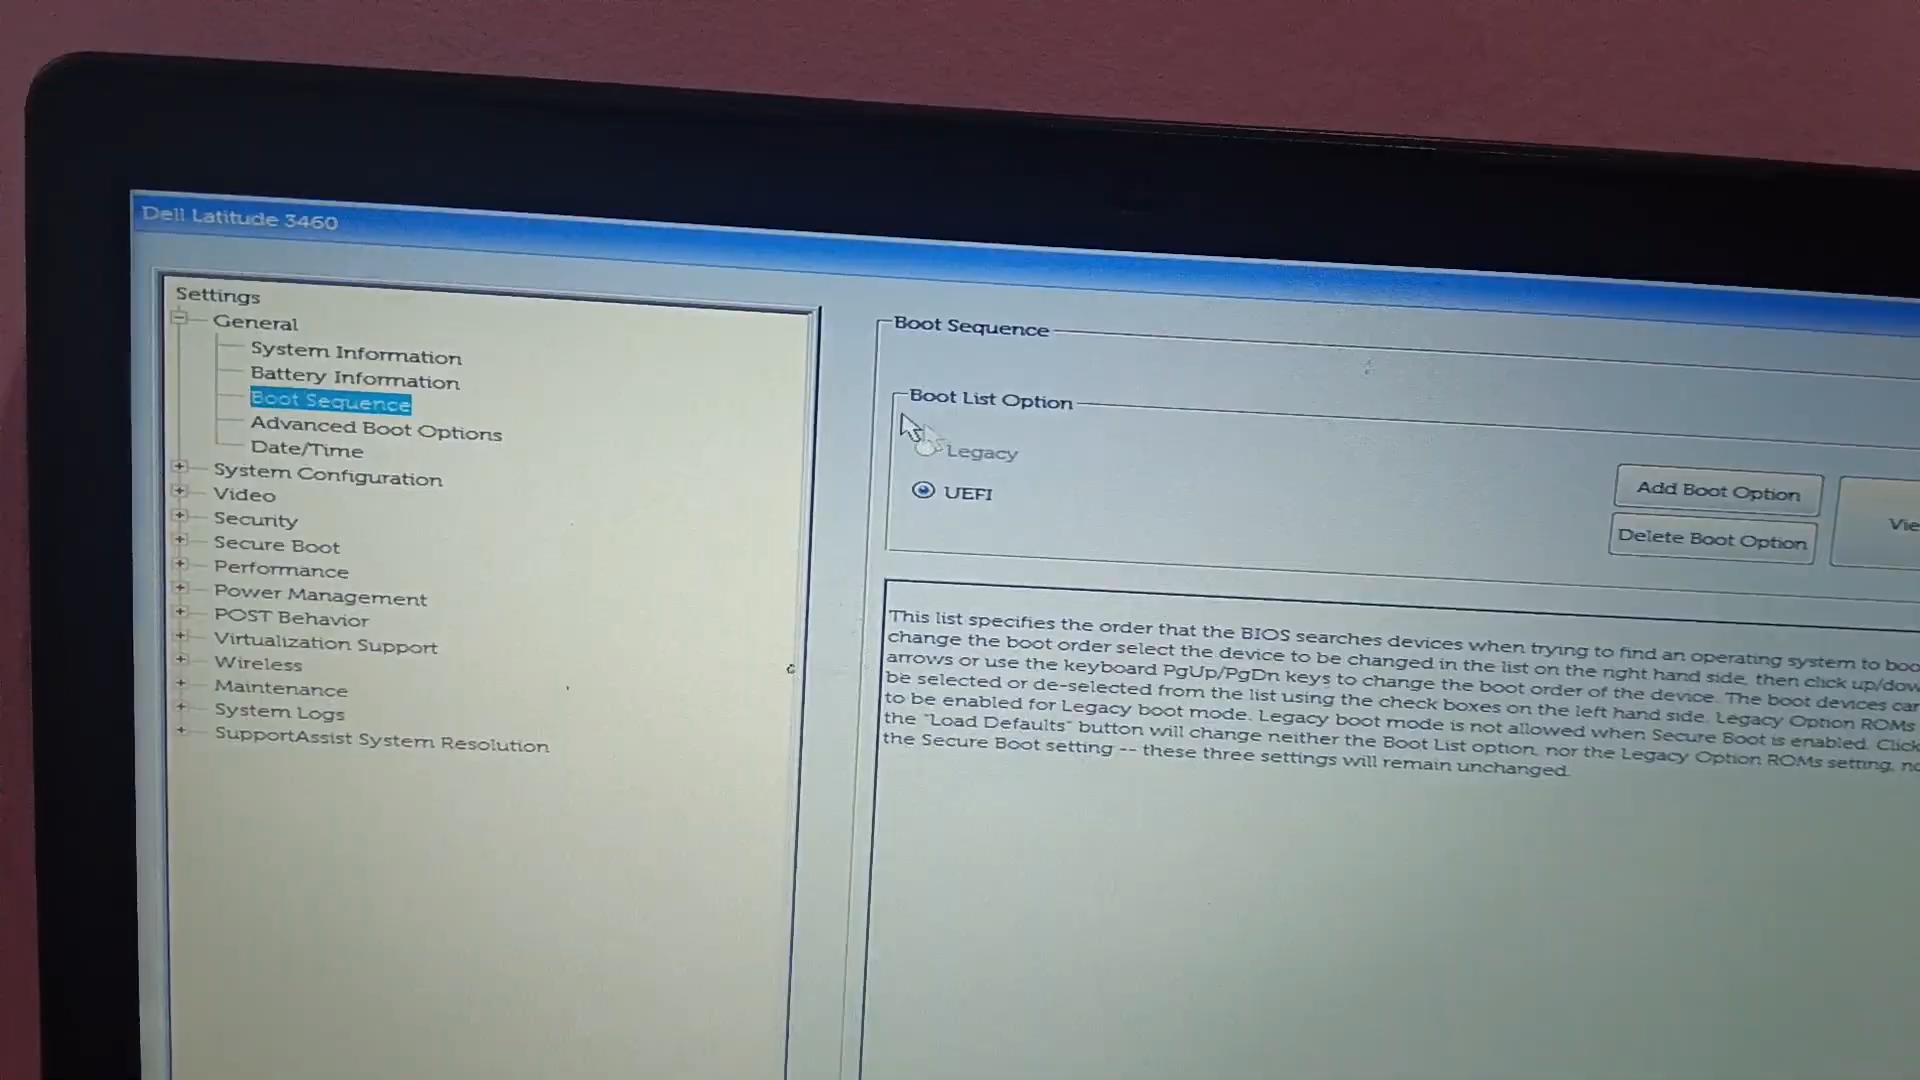 Dell Latitude 3460
Settings
General
System Information
Battery Information
Boot Sequence
Advanced Boot Options
Date/Time
System Configuration
Video
Security
Secure Boot
Performance
Power Management
POST Behavior
Virtualization Support
Wireless
Maintenance
System Logs
SupportAssist System Resolution
Boot Sequence
Boot List Option
Legacy
UEFI
Add Boot Option
Delete Boot Option
Vie
This list specifies the order that the BIOS searches devices when trying to find an operating system to boo
change the boot order select the device to be changed in the list on the right hand side, then click up/dow
arrows or use the keyboard PgUp/PgDn keys to change the boot order of the device. The boot devices can
be selected or de-selected from the list using the check boxes on the left hand side. Legacy Option ROMs
to be enabled for Legacy boot mode. Legacy boot mode is not allowed when Secure Boot is enabled. Click
the "Load Defaults" button will change neither the Boot List option, nor the Legacy Option ROMs setting, no
the Secure Boot setting -- these three settings will remain unchanged.